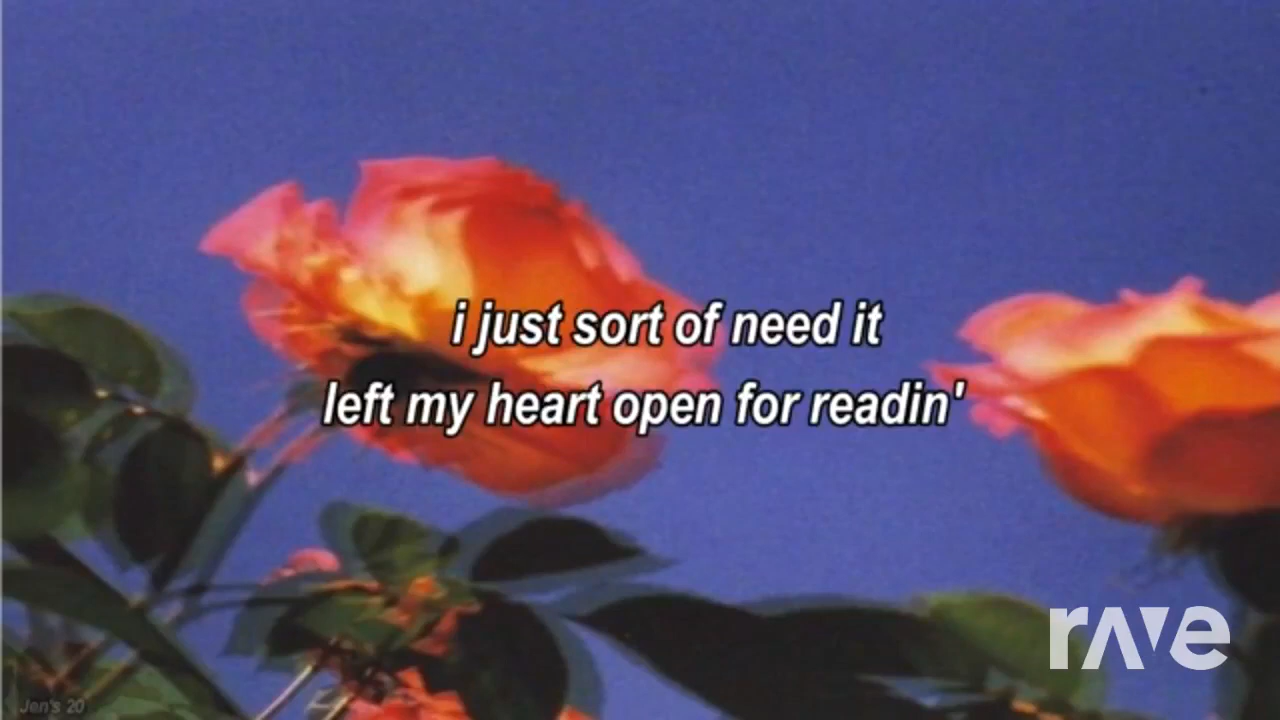 i just sort of need it
left my heart open for readin'
rave
Jen's 20